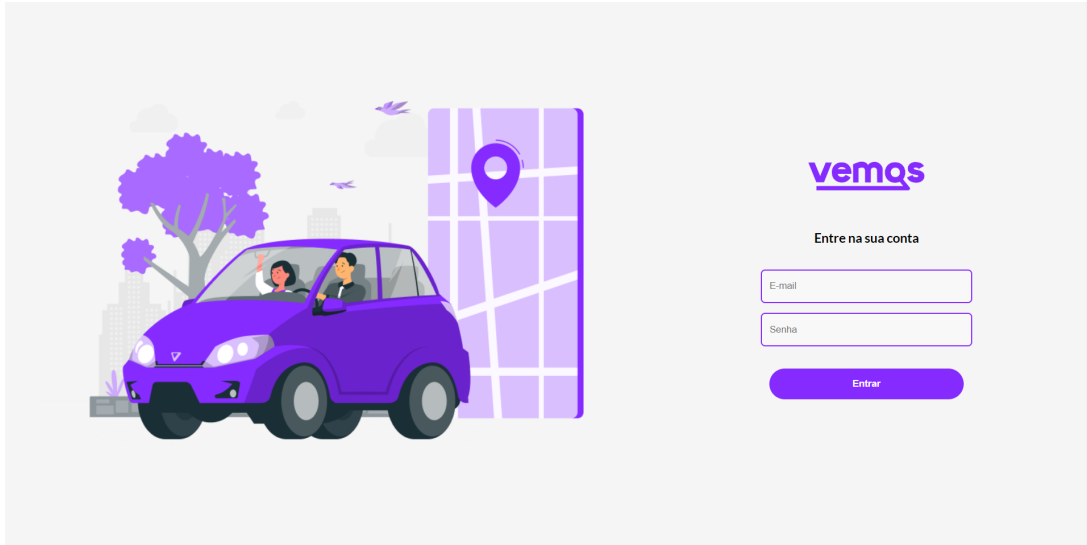 vemos
Entre na sua conta
E-mail
Senha
Entrar